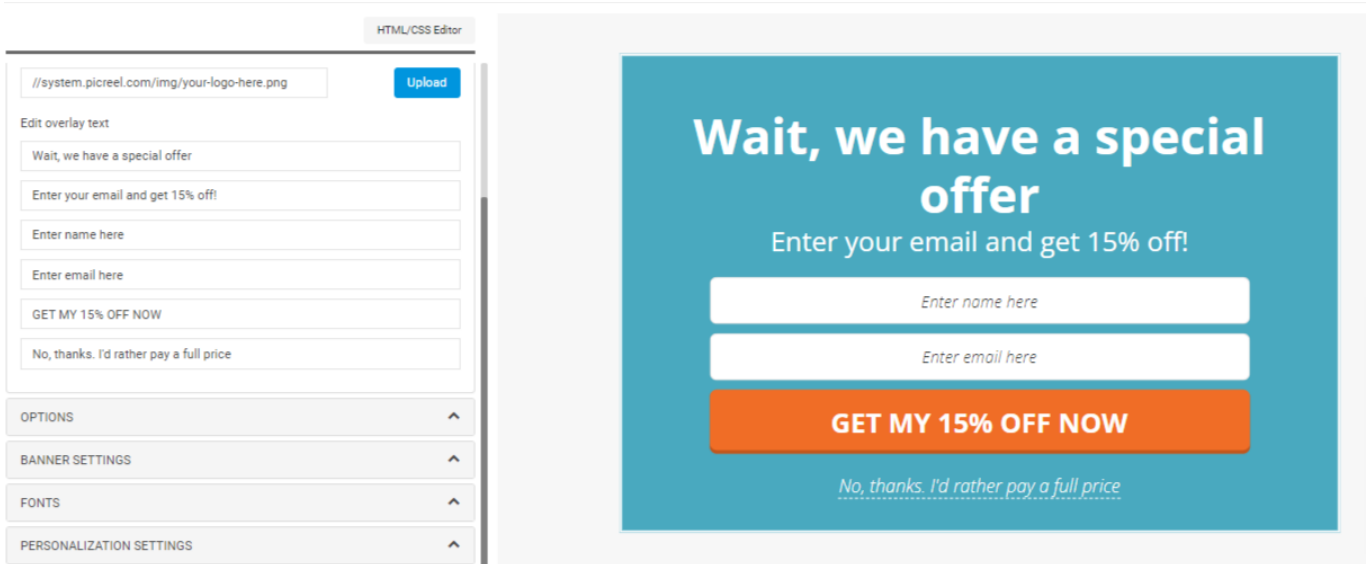 HTML/CSS Editor
//system.picreel.com/img/your-logo-here.png
Upload
Edit overlay text
Wait, we have a special offer
Enter your email and get 15% off!
Enter name here
Enter email here
GET MY 15% OFF NOW
No, thanks. I'd rather pay a full price
OPTIONS
BANNER SETTINGS
FONTS
PERSONALIZATION SETTINGS
Wait, we have a special
offer
Enter your email and get 15% off!
Enter name here
Enter email here
GET MY 15% OFF NOW
No, thanks. I'd rather pay a full price